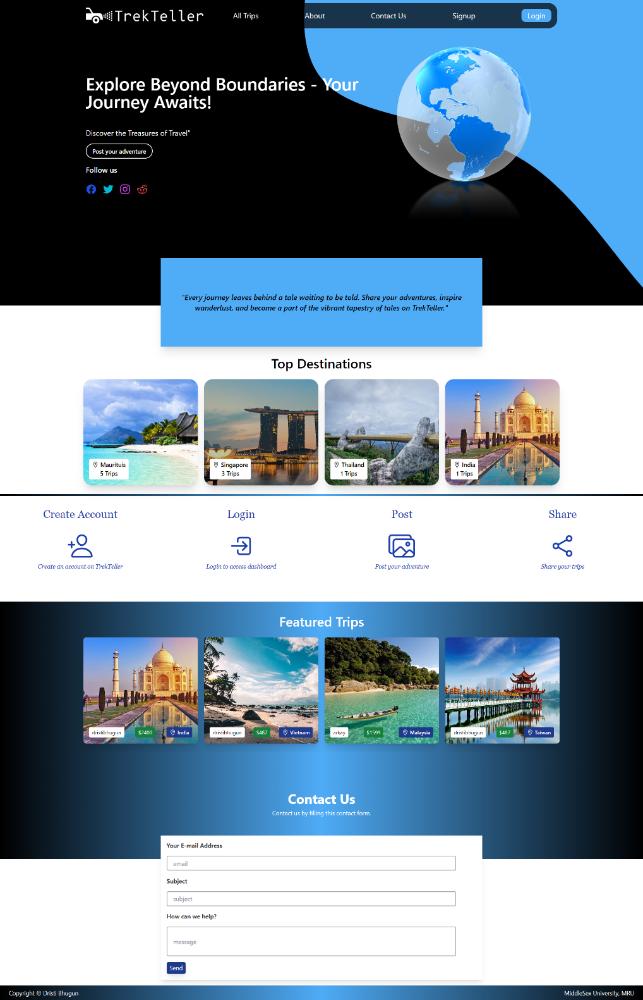 TrekTeller
All Trips
About
Contact Us
Signup
Login
Explore Beyond Boundaries - Your
Journey Awaits!
Discover the Treasures of Travel"
Post your adventure
Follow us
"Every journey leaves behind a tale waiting to be told. Share your adventures, inspire
wanderlust, and become a part of the vibrant tapestry of tales on TrekTeller."
Top Destinations
Maurituis
5 Trips
Singapore
3 Trips
Thailand
1 Trips
India
1 Trips
Create Account
Create an account on TrekTeller
Login
Login to access dashboard
Post
Post your adventure
Share
Share your trips
Featured Trips
dristibhugun
$2400
India
dristibhugun
$487
Vietnam
arkay
$1599
Malaysia
dristibhugun
$487
Taiwan
Contact Us
Contact us by filling this contact form.
Your E-mail Address
email
Subject
subject
How can we help?
message
Send
Copyright © Dristi Bhugun
MiddleSex University, MRU